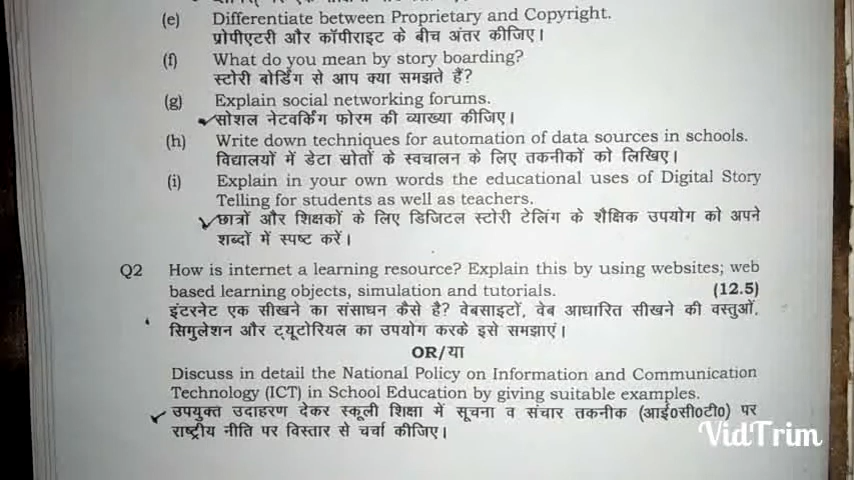 (e) Differentiate between Proprietary and Copyright.
प्रोपीएटरी और कॉपीराइट के बीच अंतर कीजिए।
(f) What do you mean by story boarding?
स्टोरी बोर्डिंग से आप क्या समझते हैं?
(g) Explain social networking forums.
सोशल नेटवर्किंग फोरम की व्याख्या कीजिए।
(h) Write down techniques for automation of data sources in schools.
विद्यालयों में डेटा स्रोतों के स्वचालन के लिए तकनीकों को लिखिए।
(i) Explain in your own words the educational uses of Digital Story
Telling for students as well as teachers.
छात्रों और शिक्षकों के लिए डिजिटल स्टोरी टेलिंग के शैक्षिक उपयोग को अपने
शब्दों में स्पष्ट करें।
Q2 How is internet a learning resource? Explain this by using websites; web
based learning objects, simulation and tutorials. (12.5)
इंटरनेट एक सीखने का संसाधन कैसे है? वेबसाइटों, वेब आधारित सीखने की वस्तुओं,
सिमुलेशन और ट्यूटोरियल का उपयोग करके इसे समझाएं।
OR/या
Discuss in detail the National Policy on Information and Communication
Technology (ICT) in School Education by giving suitable examples.
उपयुक्त उदाहरण देकर स्कूली शिक्षा में सूचना व संचार तकनीक (आई०सी०टी०) पर
राष्ट्रीय नीति पर विस्तार से चर्चा कीजिए।
VidTrim